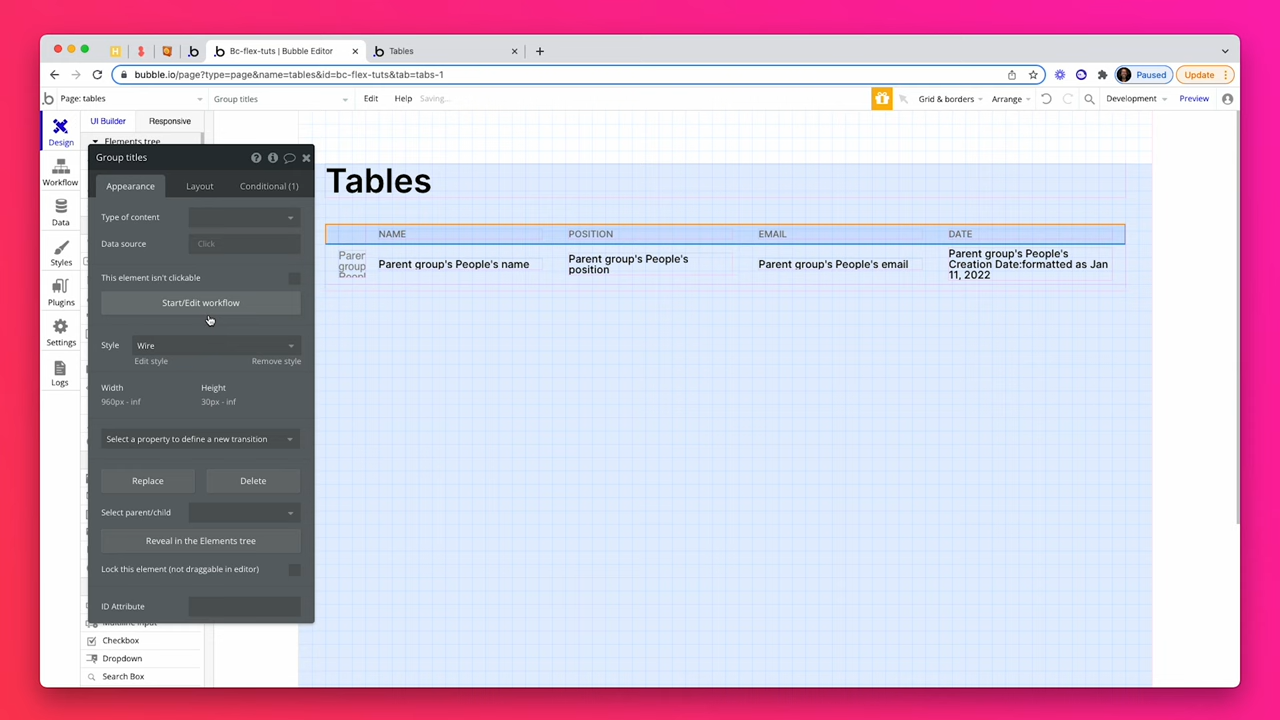 Bc-flex-tuts | Bubble Editor
Tables
bubble.io/page?type=page&name=tables&id=bc-flex-tuts&tab=tabs-1
Paused
Update
Page: tables
Group titles
Edit
Help
Saving...
Grid & borders
Arrange
Development
Preview
Design
Workflow
Data
Styles
Plugins
Settings
Logs
UI Builder
Responsive
Elements tree
Group titles
Appearance
Layout
Conditional (1)
Type of content
Data source
Click
This element isn't clickable
Start/Edit workflow
Style
Wire
Edit style
Remove style
Width
Height
960px - inf
30px - inf
Select a property to define a new transition
Replace
Delete
Select parent/child
Reveal in the Elements tree
Lock this element (not draggable in editor)
ID Attribute
Checkbox
Dropdown
Search Box
Tables
NAME
POSITION
EMAIL
DATE
Paren
group'
Peopl
Parent group's People's name
Parent group's People's
position
Parent group's People's email
Parent group's People's
Creation Date:formatted as Jan
11, 2022